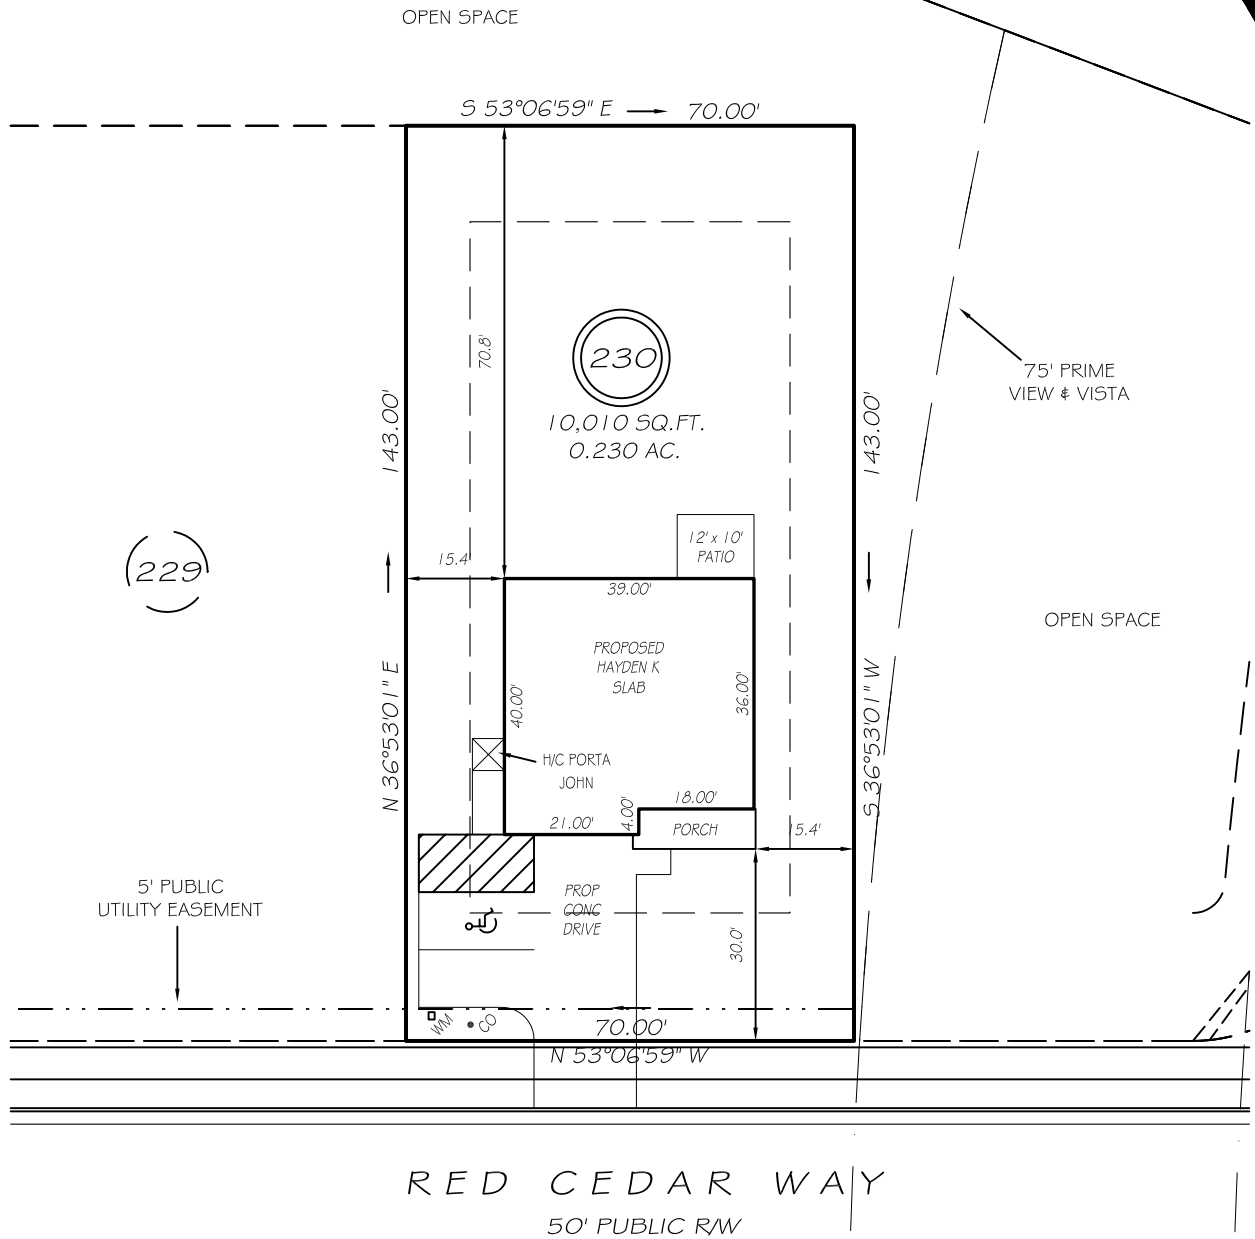 OPEN SPACE
S 53°06'59" E 70.00'
70.8'
230
10,010 SQ.FT.
0.230 AC.
75' PRIME
VIEW & VISTA
143.00'
143.00'
12' x 10'
PATIO
229
15.4'
39.00'
OPEN SPACE
PROPOSED
HAYDEN K
SLAB
N 36°53'01" E
40.00'
36.00'
S 36°53'01" W
H/C PORTA
JOHN
18.00'
21.00'
4.00'
PORCH
15.4'
5' PUBLIC
UTILITY EASEMENT
PROP
CONC
DRIVE
30.0'
WM
CO
70.00'
N 53°06'59" W
RED CEDAR WAY
50' PUBLIC R/W